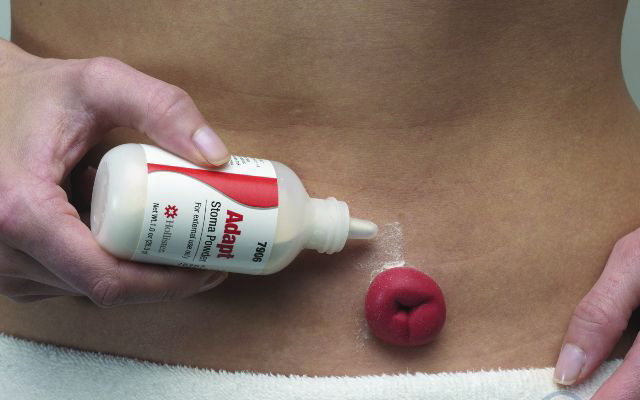 7906
Adapt
Stoma Powder
For external use only
Hollister
Net Wt. 1.0 oz (28.3 g)